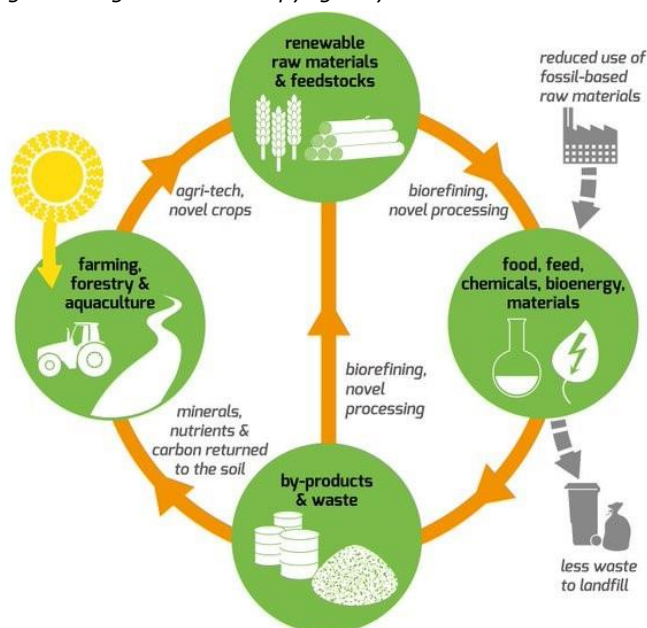 renewable
raw materials
& feedstocks
reduced use of
fossil-based
raw materials
agri-tech,
novel crops
biorefining,
novel processing
farming,
forestry &
aquaculture
food, feed,
chemicals, bioenergy,
materials
minerals,
nutrients &
carbon returned
to the soil
biorefining,
novel
processing
by-products
& waste
less waste
to landfill